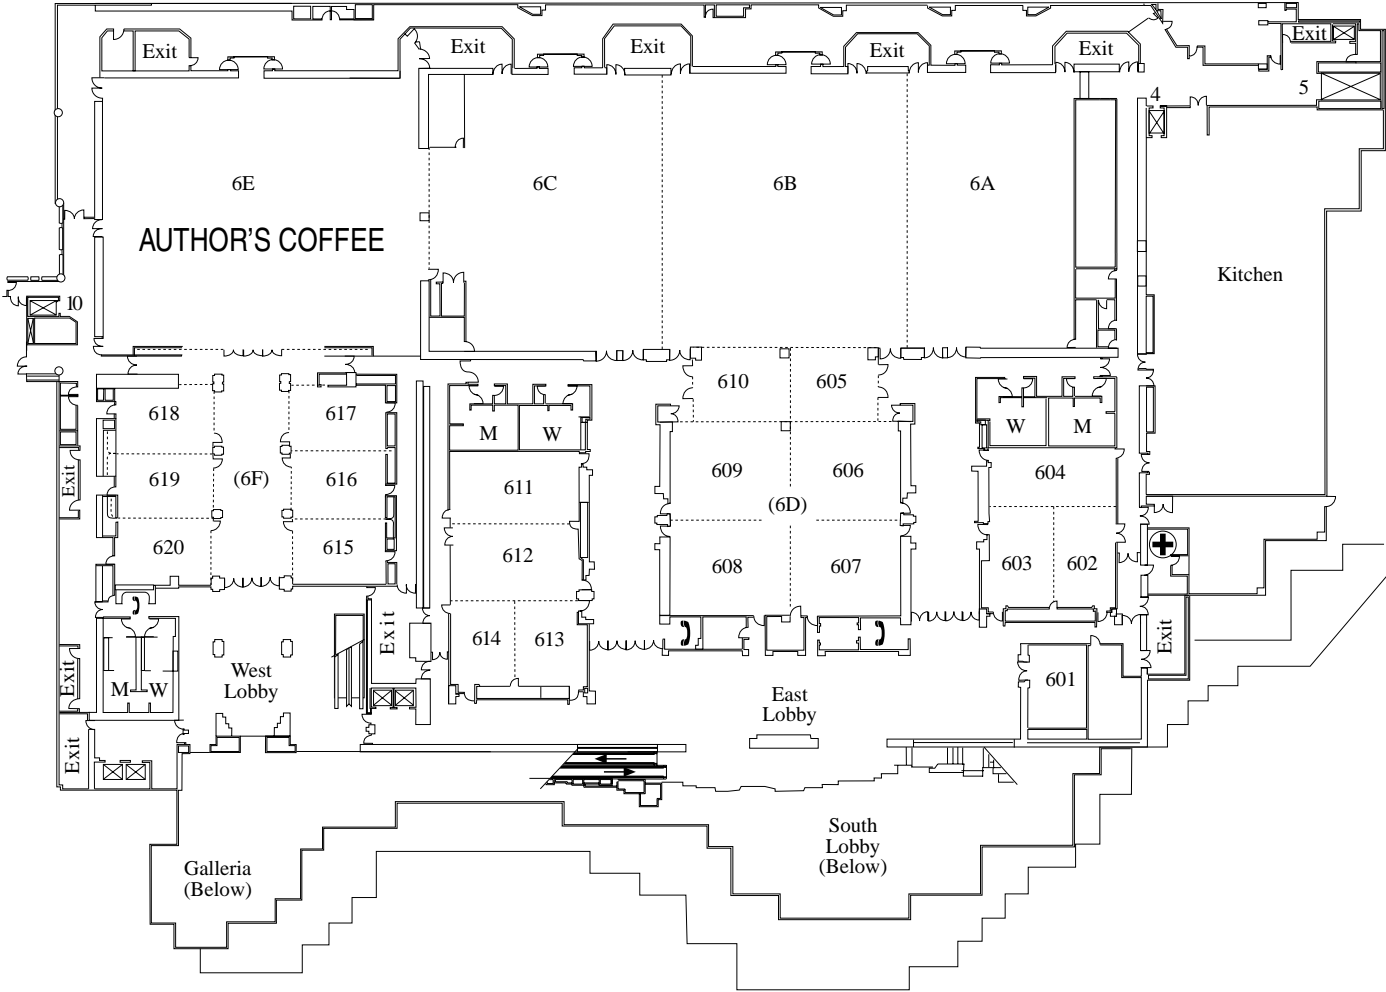 Exit
Exit
Exit
Exit
Exit
Exit
4
5
6E
6C
6B
6A
AUTHOR'S COFFEE
Kitchen
10
610
605
618
617
M
W
W
M
609
606
604
Exit
619
(6F)
616
611
(6D)
620
615
612
608
607
603
602
Exit
614
613
Exit
Exit
M
W
West
Lobby
601
East
Lobby
Exit
South
Lobby
(Below)
Galleria
(Below)